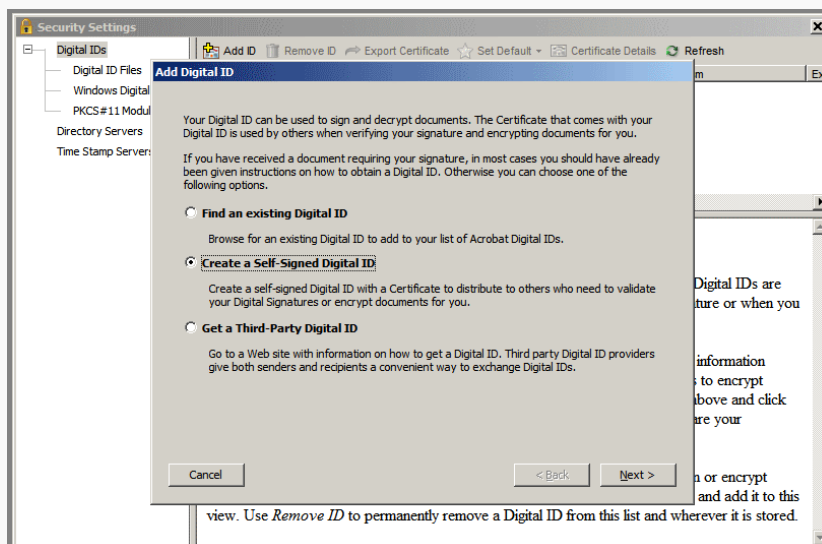 Security Settings
Digital IDs
Add ID Remove ID Export Certificate Set Default Certificate Details Refresh
Digital ID Files
Windows Digital
PKCS#11 Modul
Directory Servers
Time Stamp Server
Add Digital ID
Your Digital ID can be used to sign and decrypt documents. The Certificate that comes with your
Digital ID is used by others when verifying your signature and encrypting documents for you.
If you have received a document requiring your signature, in most cases you should have already
been given instructions on how to obtain a Digital ID. Otherwise you can choose one of the
following options.
Find an existing Digital ID
Browse for an existing Digital ID to add to your list of Acrobat Digital IDs.
Create a Self-Signed Digital ID
Create a self-signed Digital ID with a Certificate to distribute to others who need to validate
your Digital Signatures or encrypt documents for you.
Get a Third-Party Digital ID
Go to a Web site with information on how to get a Digital ID. Third party Digital ID providers
give both senders and recipients a convenient way to exchange Digital IDs.
Cancel
< Back
Next >
Digital IDs are
or when you
information
to encrypt
above and click
your
or encrypt
and add it to this
view. Use Remove ID to permanently remove a Digital ID from this list and wherever it is stored.